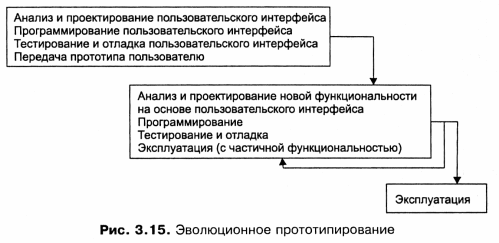 Анализ и проектирование пользовательского интерфейса
Программирование пользовательского интерфейса
Тестирование и отладка пользовательского интерфейса
Передача прототипа пользователю
Анализ и проектирование новой функциональности
на основе пользовательского интерфейса
Программирование
Тестирование и отладка
Эксплуатация (с частичной функциональностью)
Эксплуатация
Рис. 3.15. Эволюционное прототипирование